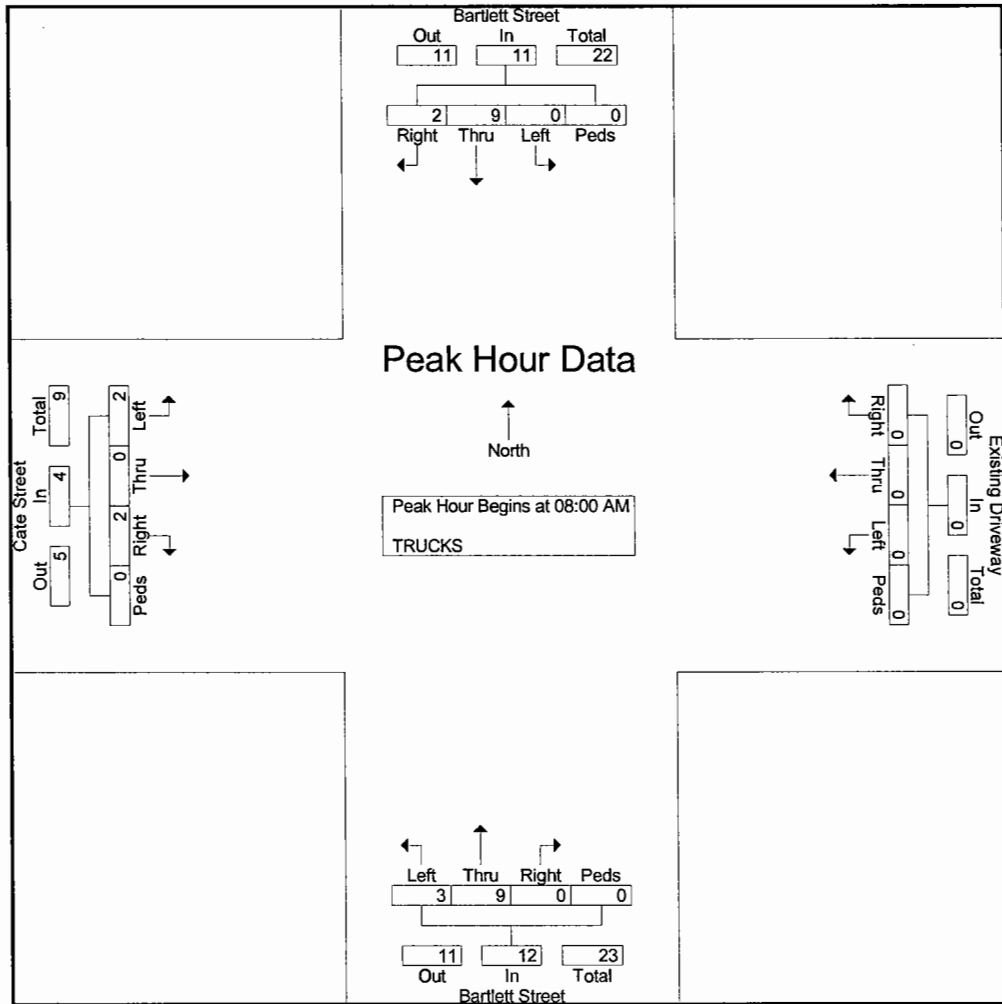 Bartlett Street
Out In Total
11 11 22
2 9 0 0
Right Thru Left Peds
Peak Hour Data
North
Peak Hour Begins at 08:00 AM
TRUCKS
Cate Street
Total In Out
9 4 5
2 0 2 0
Left Thru Right Peds
Existing Driveway
Out In Total
0 0 0
0 0 0 0
Right Thru Left Peds
Left Thru Right Peds
3 9 0 0
11 12 23
Out In Total
Bartlett Street